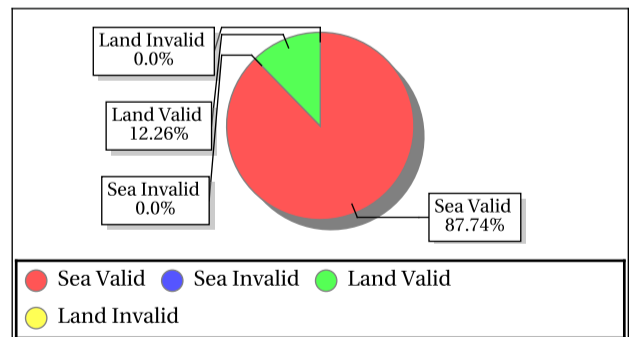 Land Invalid
0.0%
Land Valid
12.26%
Sea Invalid
0.0%
Sea Valid
87.74%
Sea Valid
Sea Invalid
Land Valid
Land Invalid